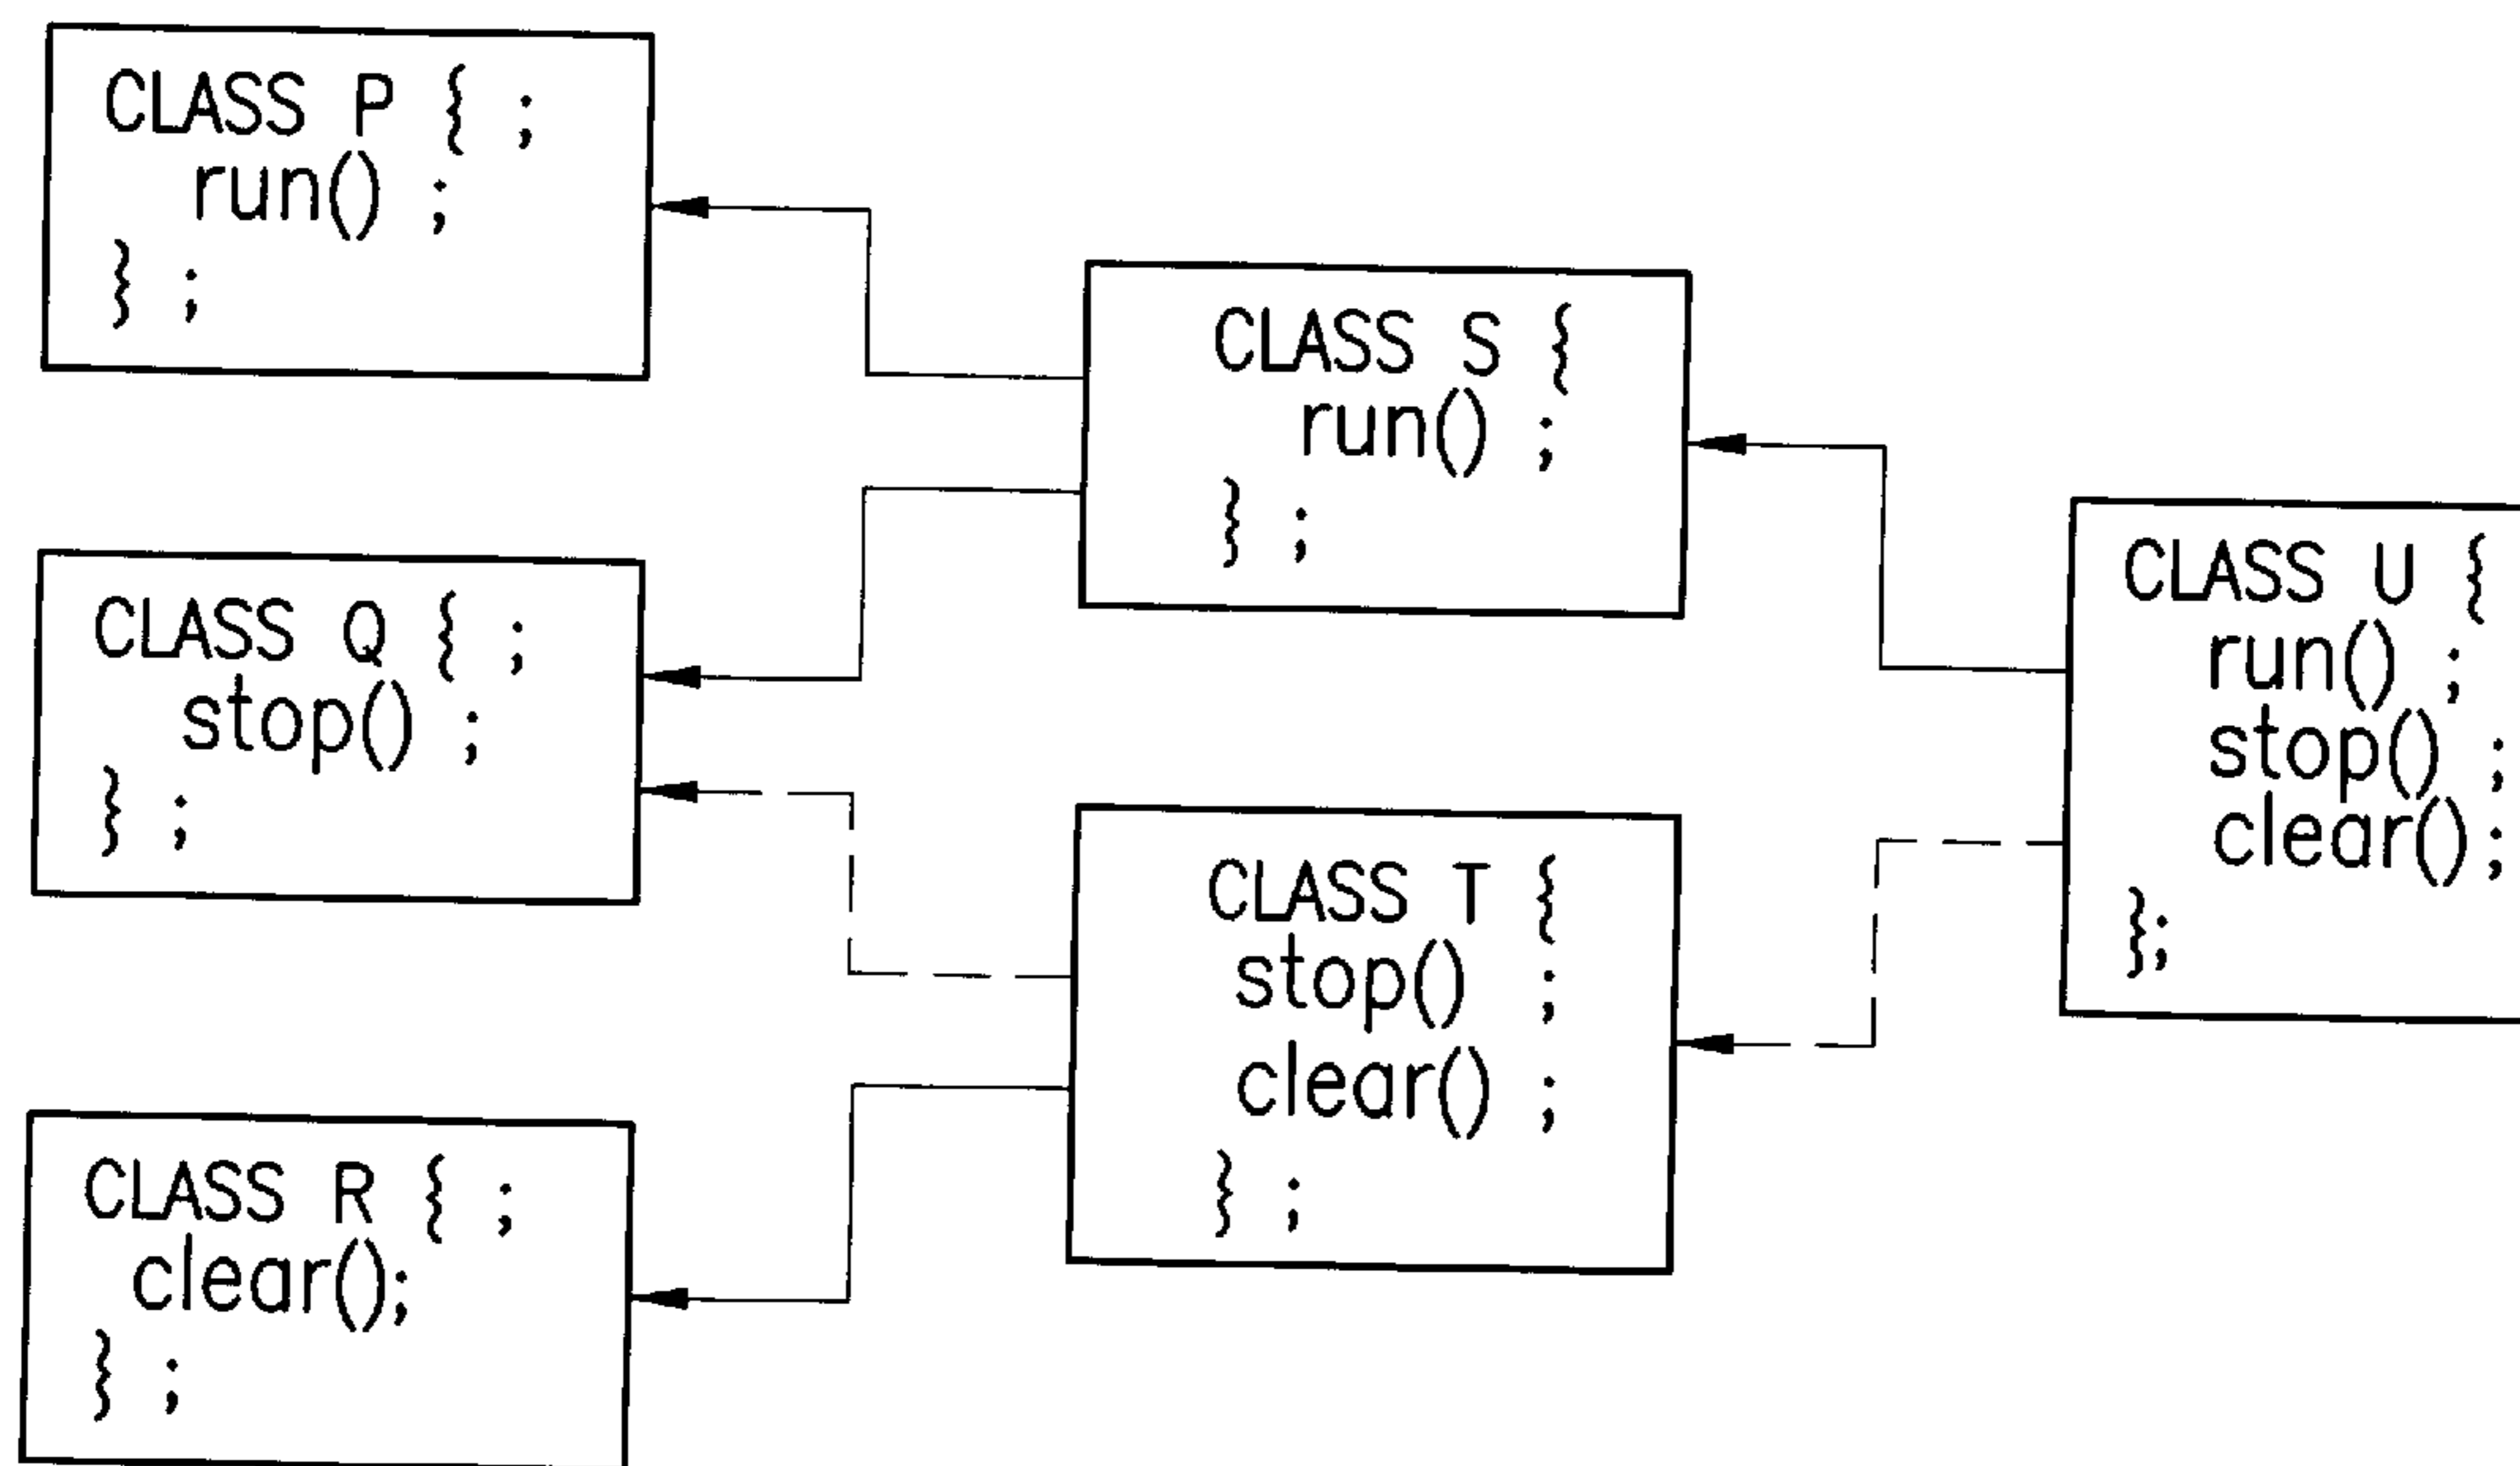 CLASS P { ;
run() ;
} ;
CLASS Q { ;
stop() ;
} ;
CLASS R { ;
clear();
} ;
CLASS S {
run() ;
} ;
CLASS T {
stop() ;
clear() ;
} ;
CLASS U {
run() ;
stop() ;
clear();
};